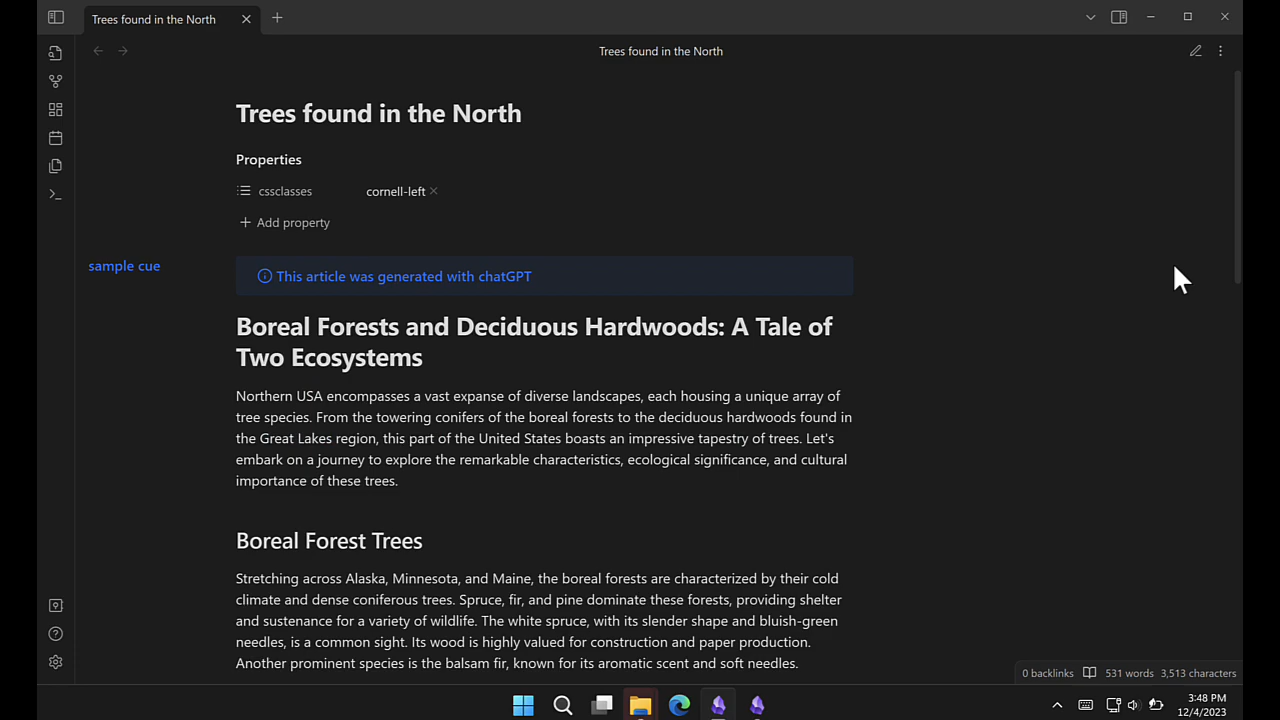 Trees found in the North
Trees found in the North
Trees found in the North
Properties
cssclasses cornell-left
Add property
sample cue
This article was generated with chatGPT
Boreal Forests and Deciduous Hardwoods: A Tale of
Two Ecosystems
Northern USA encompasses a vast expanse of diverse landscapes, each housing a unique array of
tree species. From the towering conifers of the boreal forests to the deciduous hardwoods found in
the Great Lakes region, this part of the United States boasts an impressive tapestry of trees. Let's
embark on a journey to explore the remarkable characteristics, ecological significance, and cultural
importance of these trees.
Boreal Forest Trees
Stretching across Alaska, Minnesota, and Maine, the boreal forests are characterized by their cold
climate and dense coniferous trees. Spruce, fir, and pine dominate these forests, providing shelter
and sustenance for a variety of wildlife. The white spruce, with its slender shape and bluish-green
needles, is a common sight. Its wood is highly valued for construction and paper production.
Another prominent species is the balsam fir, known for its aromatic scent and soft needles.
0 backlinks 531 words 3,513 characters
3:48 PM
12/4/2023